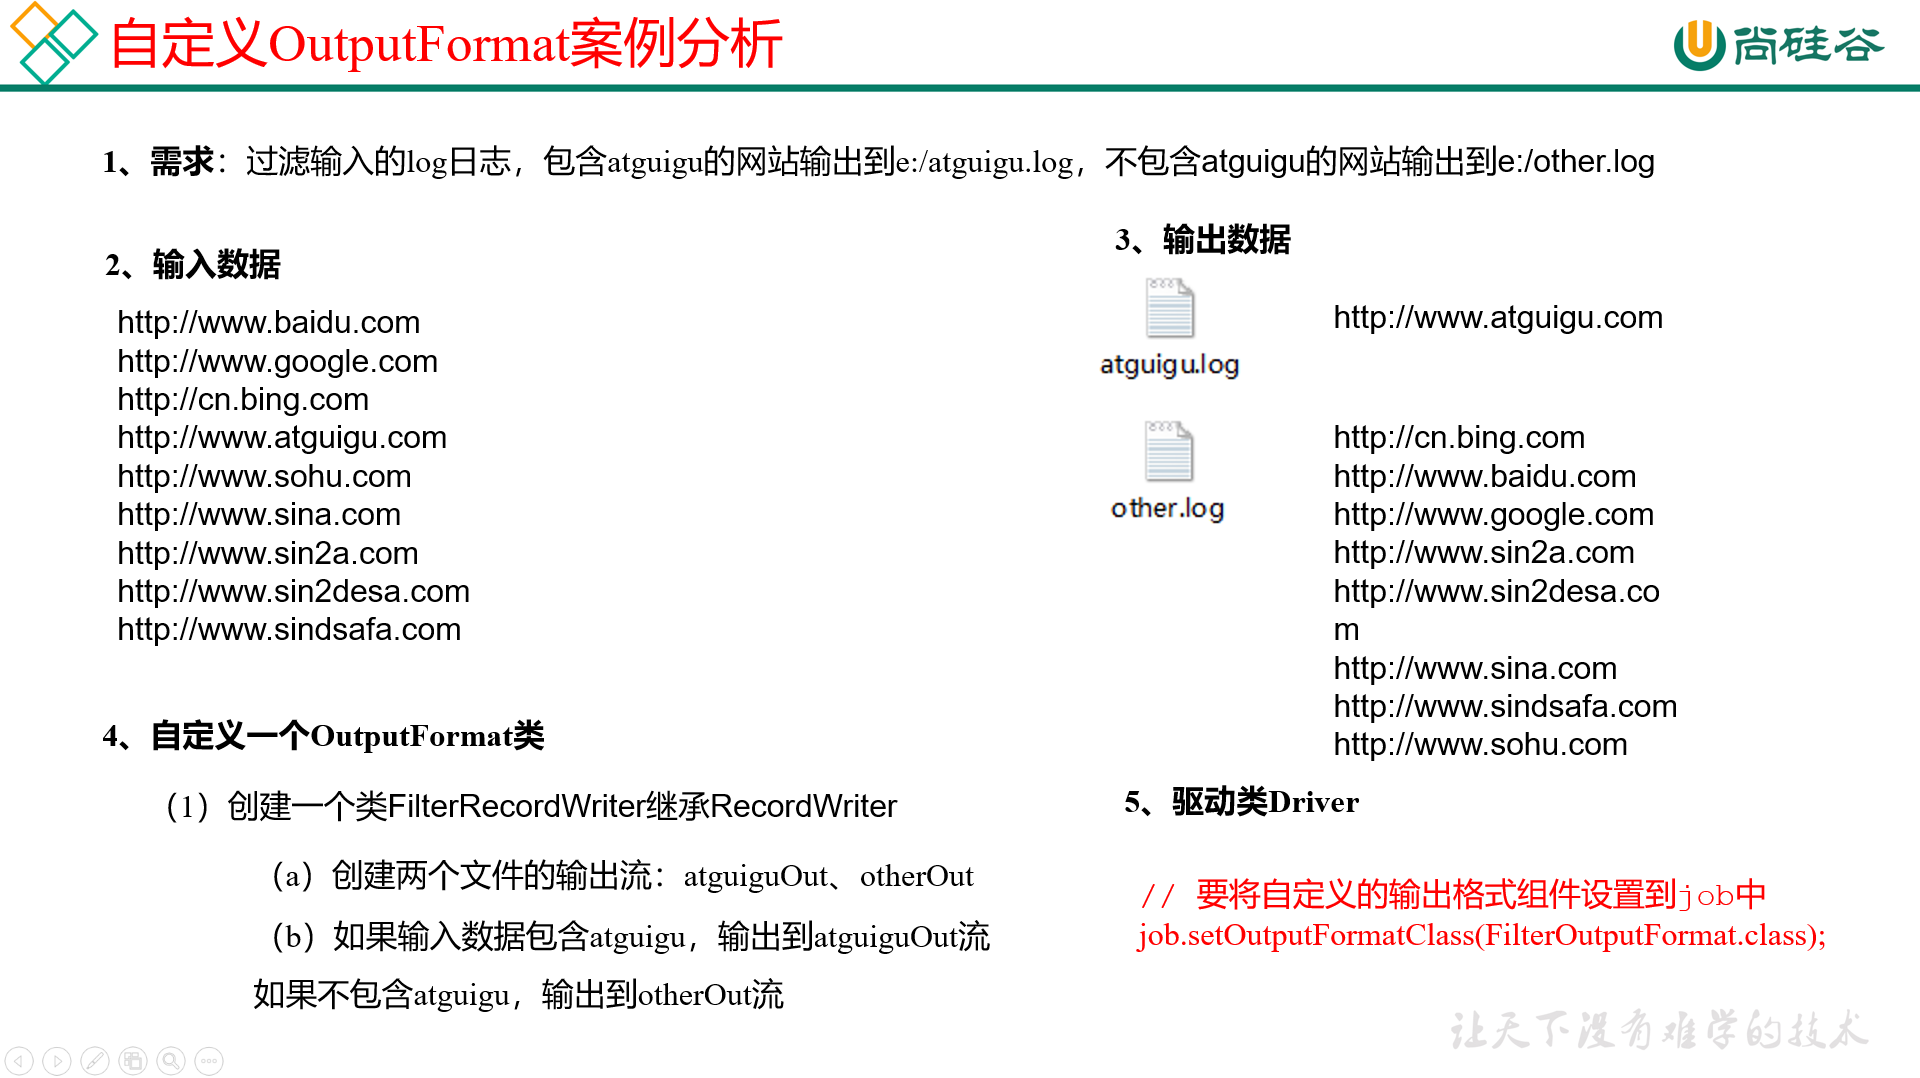 自定义OutputFormat案例分析
尚硅谷
1、需求：过滤输入的log日志，包含atguigu的网站输出到e:/atguigu.log，不包含atguigu的网站输出到e:/other.log
2、输入数据
http://www.baidu.com
http://www.google.com
http://cn.bing.com
http://www.atguigu.com
http://www.sohu.com
http://www.sina.com
http://www.sin2a.com
http://www.sin2desa.com
http://www.sindsafa.com
3、输出数据
atguigu.log
http://www.atguigu.com
other.log
http://cn.bing.com
http://www.baidu.com
http://www.google.com
http://www.sin2a.com
http://www.sin2desa.co
m
http://www.sina.com
http://www.sindsafa.com
http://www.sohu.com
4、自定义一个OutputFormat类
（1）创建一个类FilterRecordWriter继承RecordWriter
（a）创建两个文件的输出流：atguiguOut、otherOut
（b）如果输入数据包含atguigu，输出到atguiguOut流
如果不包含atguigu，输出到otherOut流
5、驱动类Driver
// 要将自定义的输出格式组件设置到job中
job.setOutputFormatClass(FilterOutputFormat.class);
让天下没有难学的技术